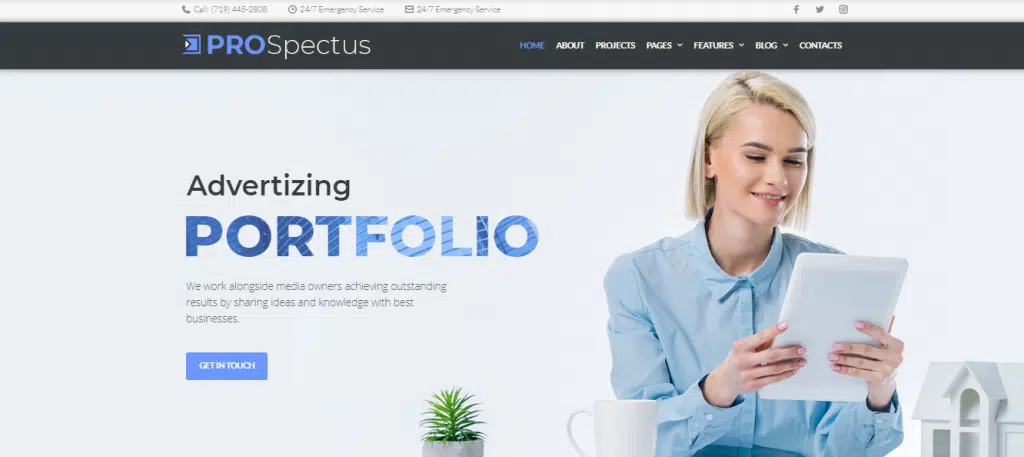 Call: (719) 445-2808
24/7 Emergency Service
24/7 Emergency Service
PROSpectus
HOME ABOUT PROJECTS PAGES FEATURES BLOG CONTACTS
Advertizing
PORTFOLIO
We work alongside media owners achieving outstanding
results by sharing ideas and knowledge with best
businesses.
GET IN TOUCH